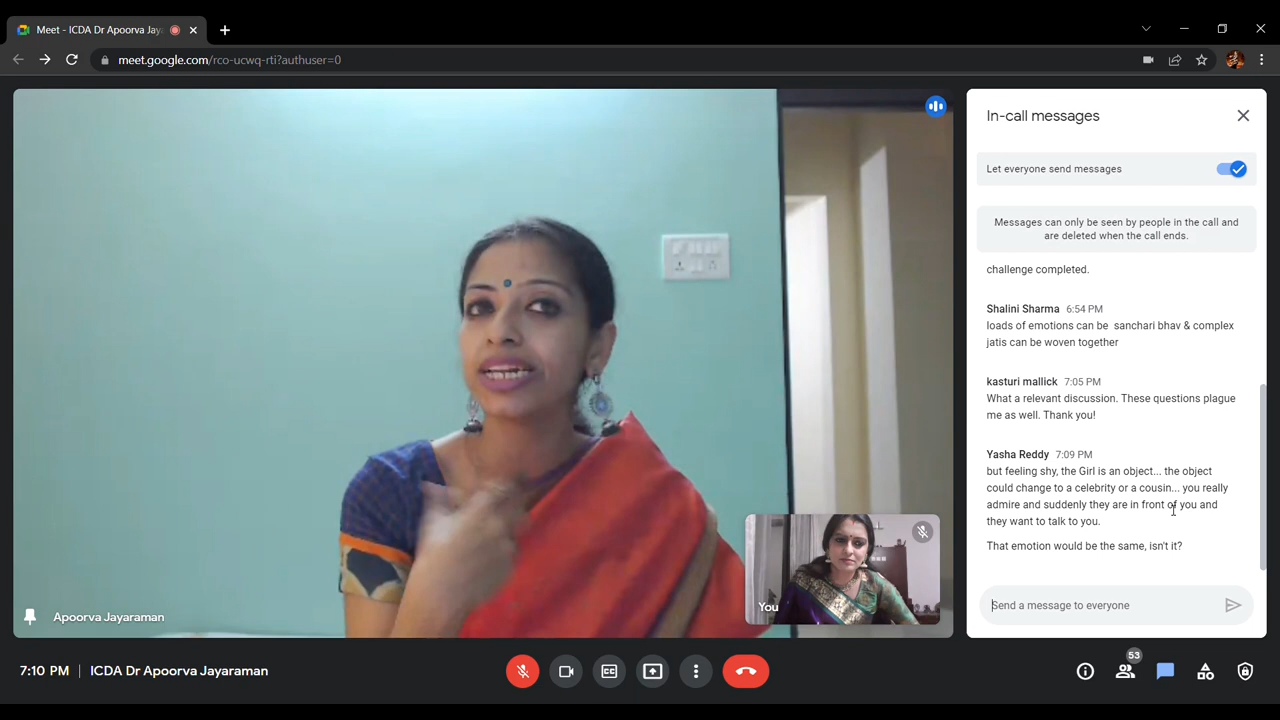 Meet - ICDA Dr Apoorva Jay
meet.google.com/rco-ucwq-rti?authuser=0
In-call messages
Let everyone send messages
Messages can only be seen by people in the call and
are deleted when the call ends.
challenge completed.
Shalini Sharma 6:54 PM
loads of emotions can be sanchari bhav & complex
jatis can be woven together
kasturi mallick 7:05 PM
What a relevant discussion. These questions plague
me as well. Thank you!
Yasha Reddy 7:09 PM
but feeling shy, the Girl is an object... the object
could change to a celebrity or a cousin... you really
admire and suddenly they are in front of you and
they want to talk to you.
That emotion would be the same, isn't it?
Send a message to everyone
Apoorva Jayaraman
You
7:10 PM | ICDA Dr Apoorva Jayaraman
53